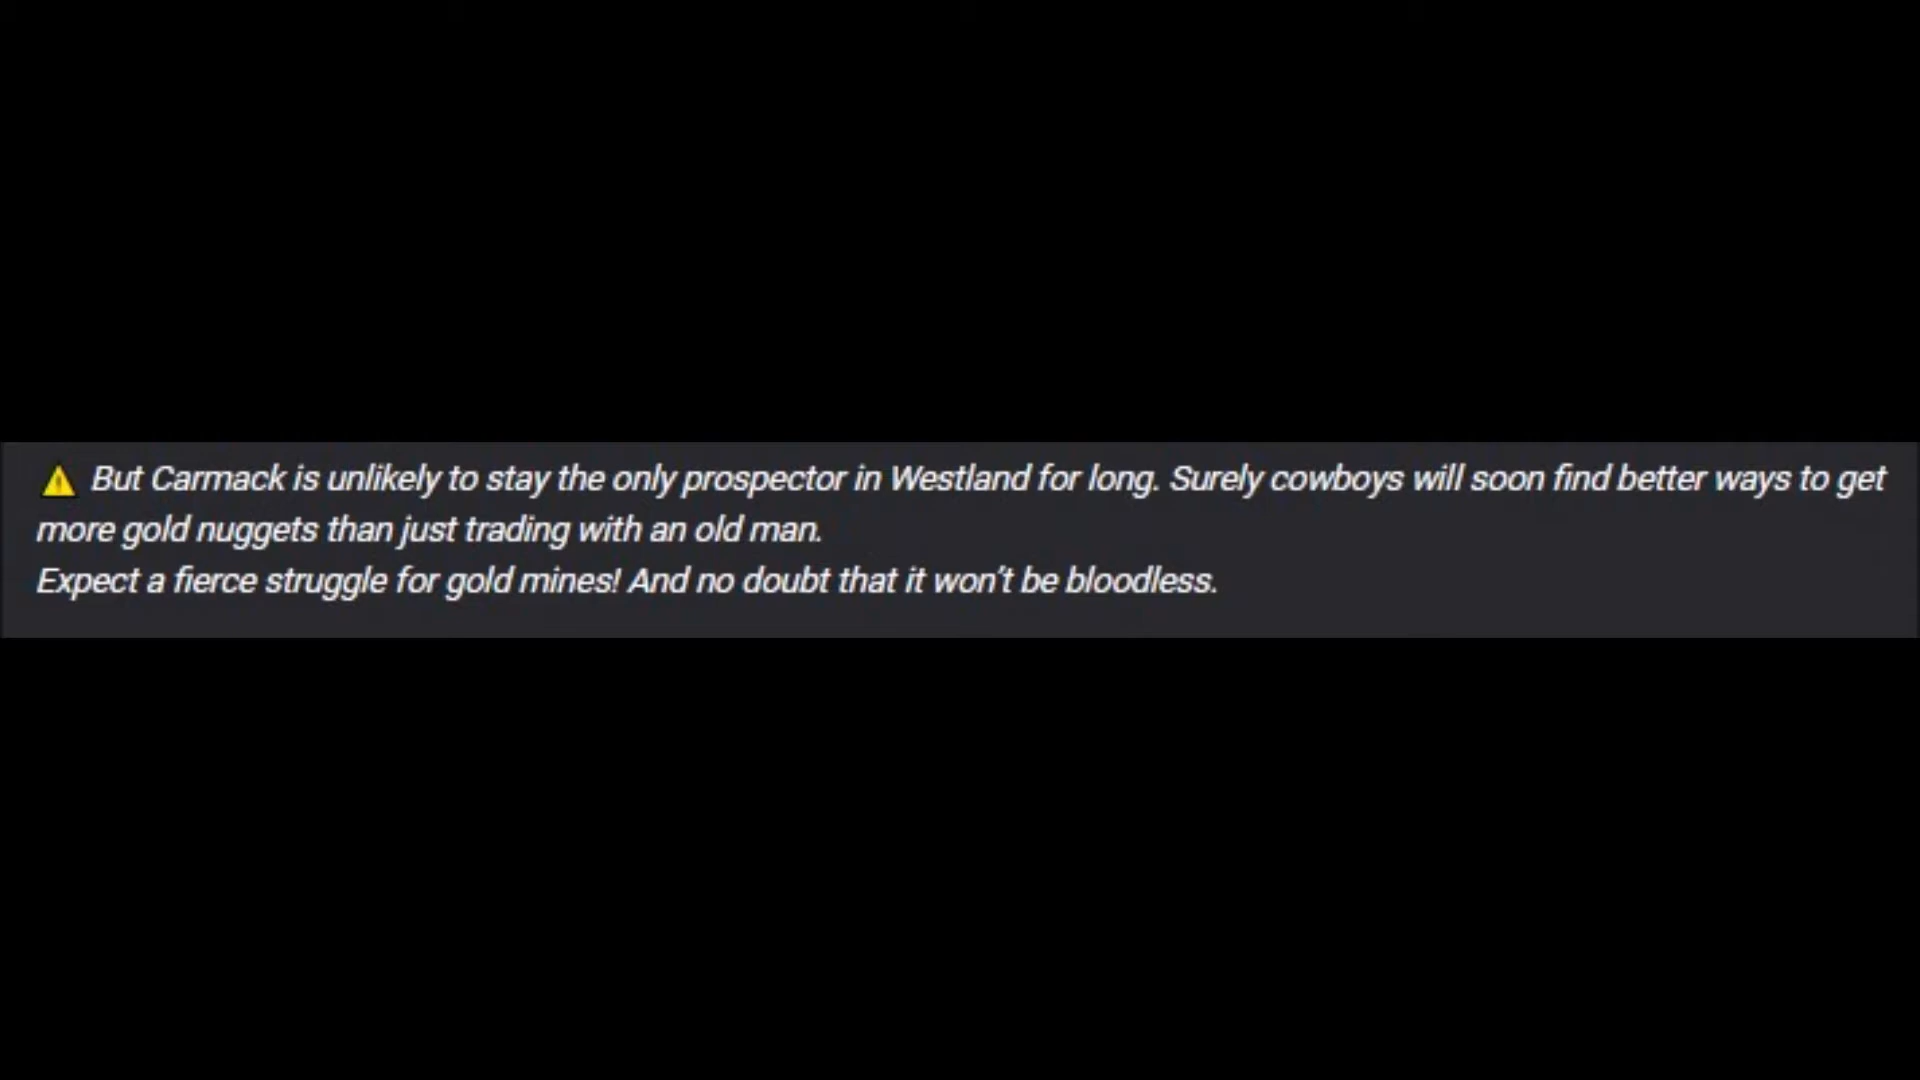 ⚠ But Carmack is unlikely to stay the only prospector in Westland for long. Surely cowboys will soon find better ways to get
more gold nuggets than just trading with an old man.
Expect a fierce struggle for gold mines! And no doubt that it won’t be bloodless.